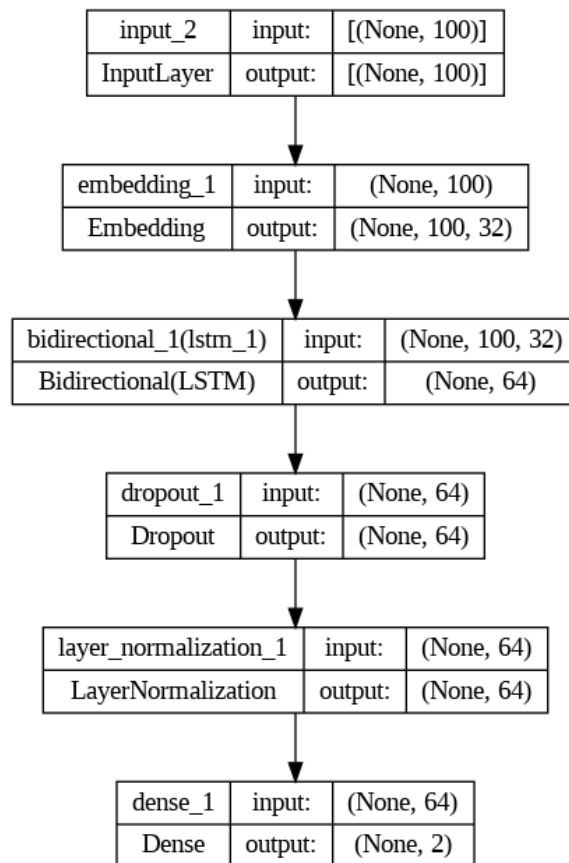 input_2 input: [(None, 100)]
InputLayer output: [(None, 100)]
embedding_1 input: (None, 100)
Embedding output: (None, 100, 32)
bidirectional_1(lstm_1) input: (None, 100, 32)
Bidirectional(LSTM) output: (None, 64)
dropout_1 input: (None, 64)
Dropout output: (None, 64)
layer_normalization_1 input: (None, 64)
LayerNormalization output: (None, 64)
dense_1 input: (None, 64)
Dense output: (None, 2)